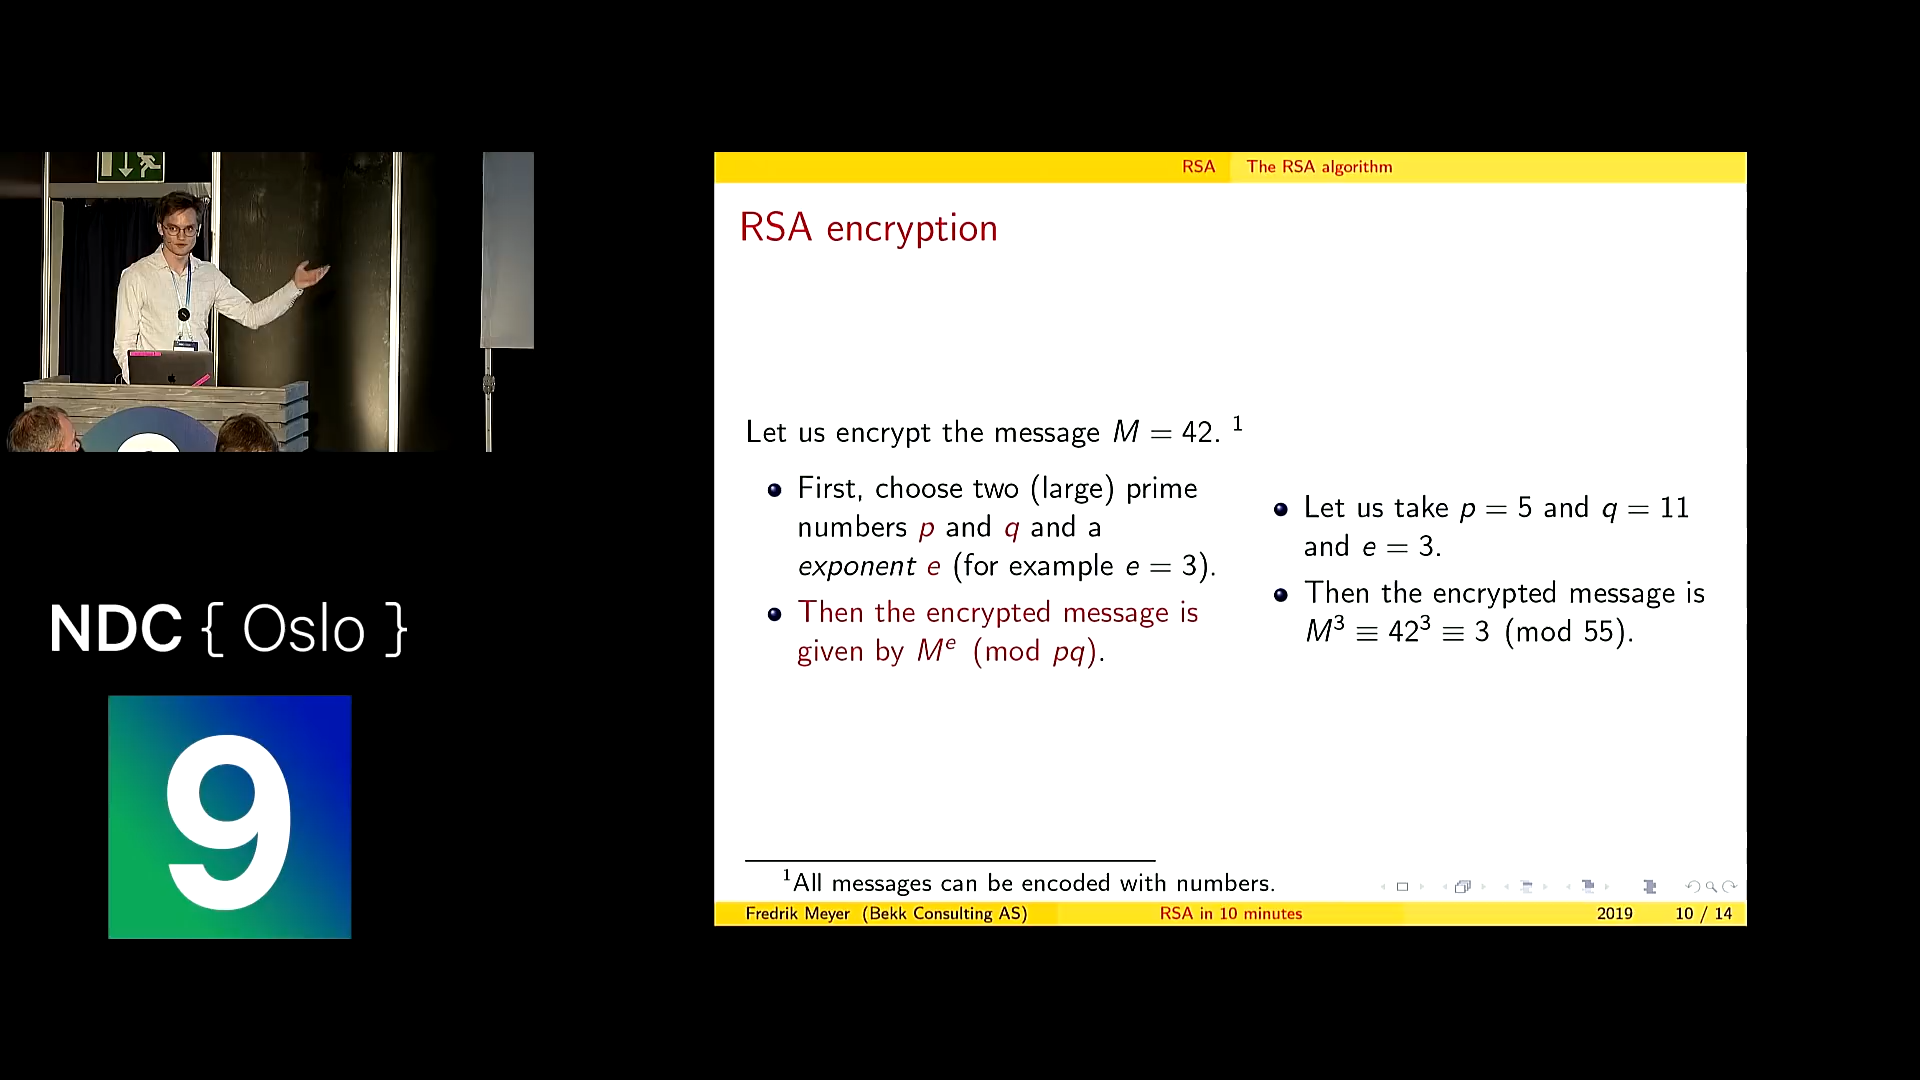 RSA The RSA algorithm
RSA encryption
Let us encrypt the message M = 42. ¹
First, choose two (large) prime
numbers p and q and a
exponent e (for example e = 3).
Then the encrypted message is
given by Mᵉ (mod pq).
Let us take p = 5 and q = 11
and e = 3.
Then the encrypted message is
M³ ≡ 42³ ≡ 3 (mod 55).
¹All messages can be encoded with numbers.
Fredrik Meyer (Bekk Consulting AS) RSA in 10 minutes 2019 10 / 14
NDC { Oslo }
9